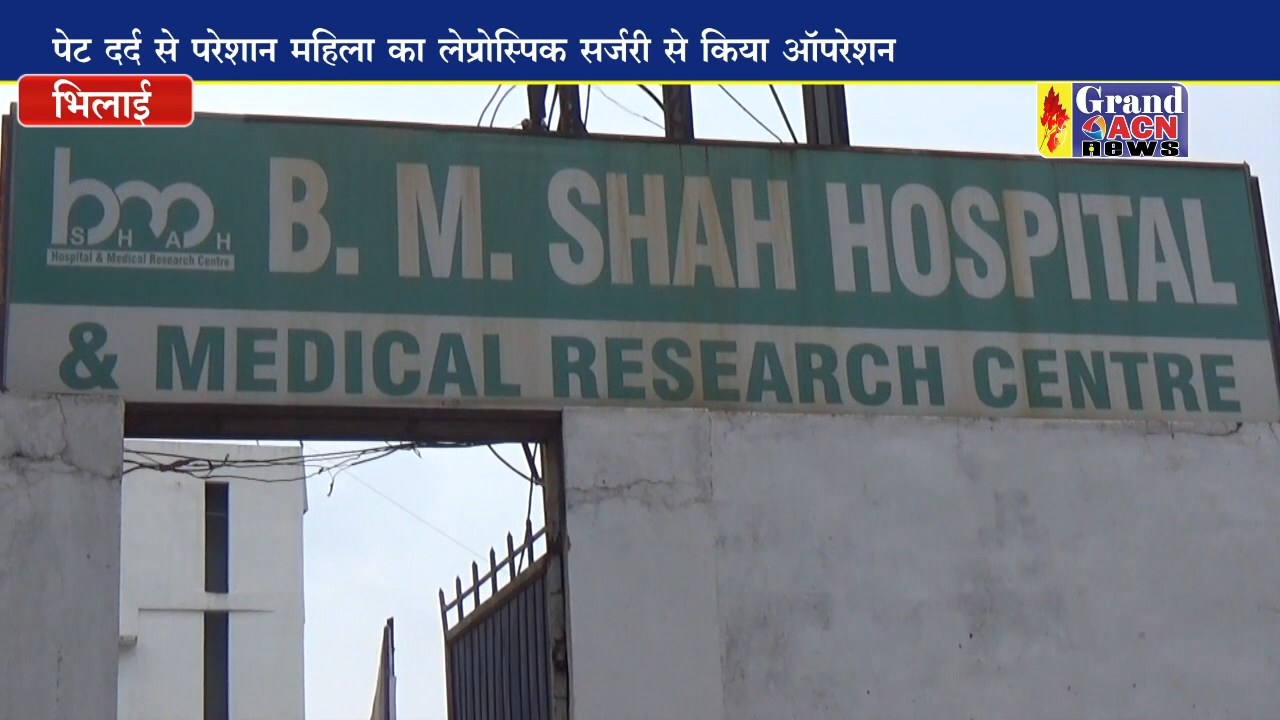 पेट दर्द से परेशान महिला का लेप्रोस्पिक सर्जरी से किया ऑपरेशन
भिलाई
Grand
ACN
news
bmo
SHAH
Hospital & Medical Research Centre
B. M. SHAH HOSPITAL
& MEDICAL RESEARCH CENTRE